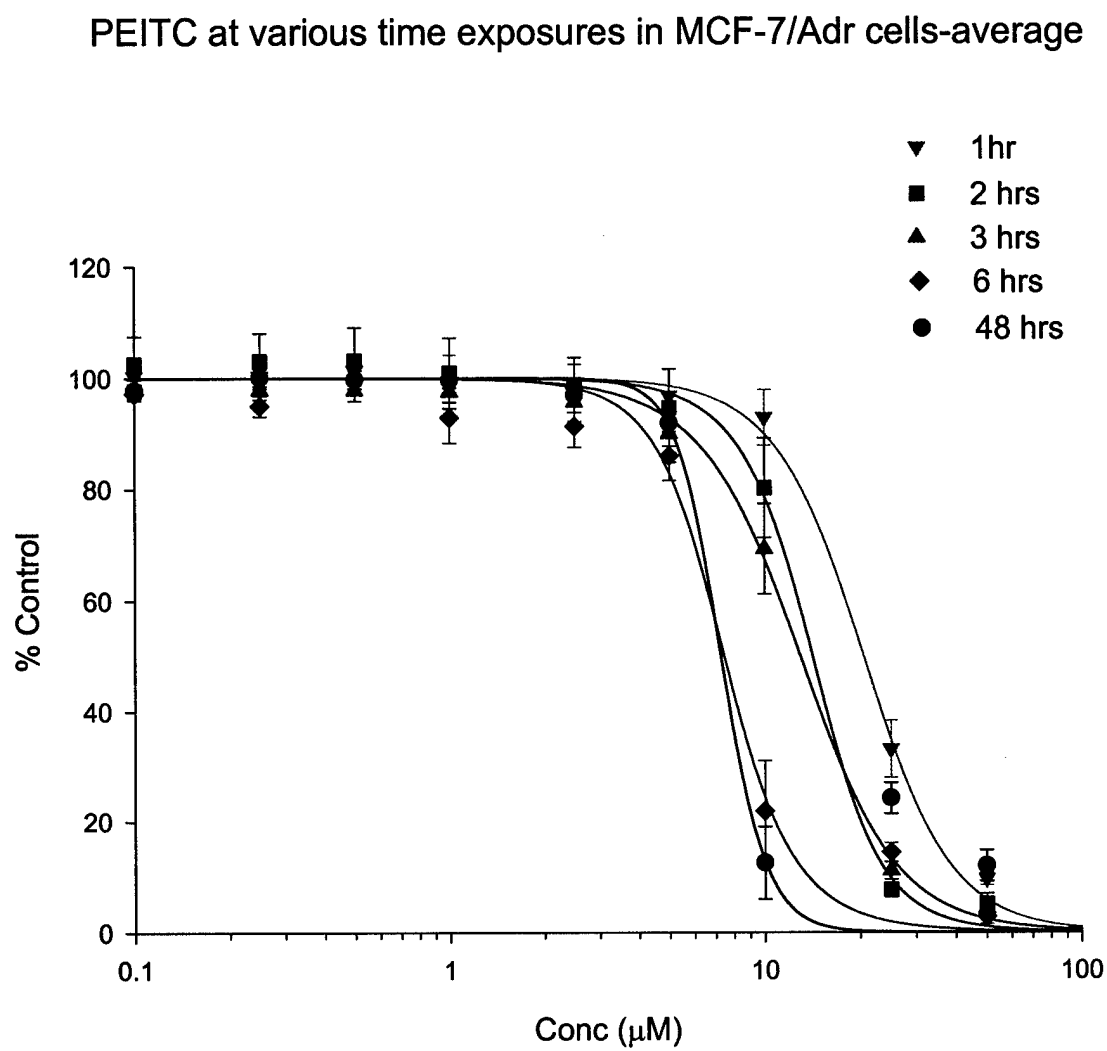 PEITC at various time exposures in MCF-7/Adr cells-average
1hr
2 hrs
3 hrs
6 hrs
48 hrs
120
100
80
60
40
20
0
% Control
0.1
1
10
100
Conc (μM)